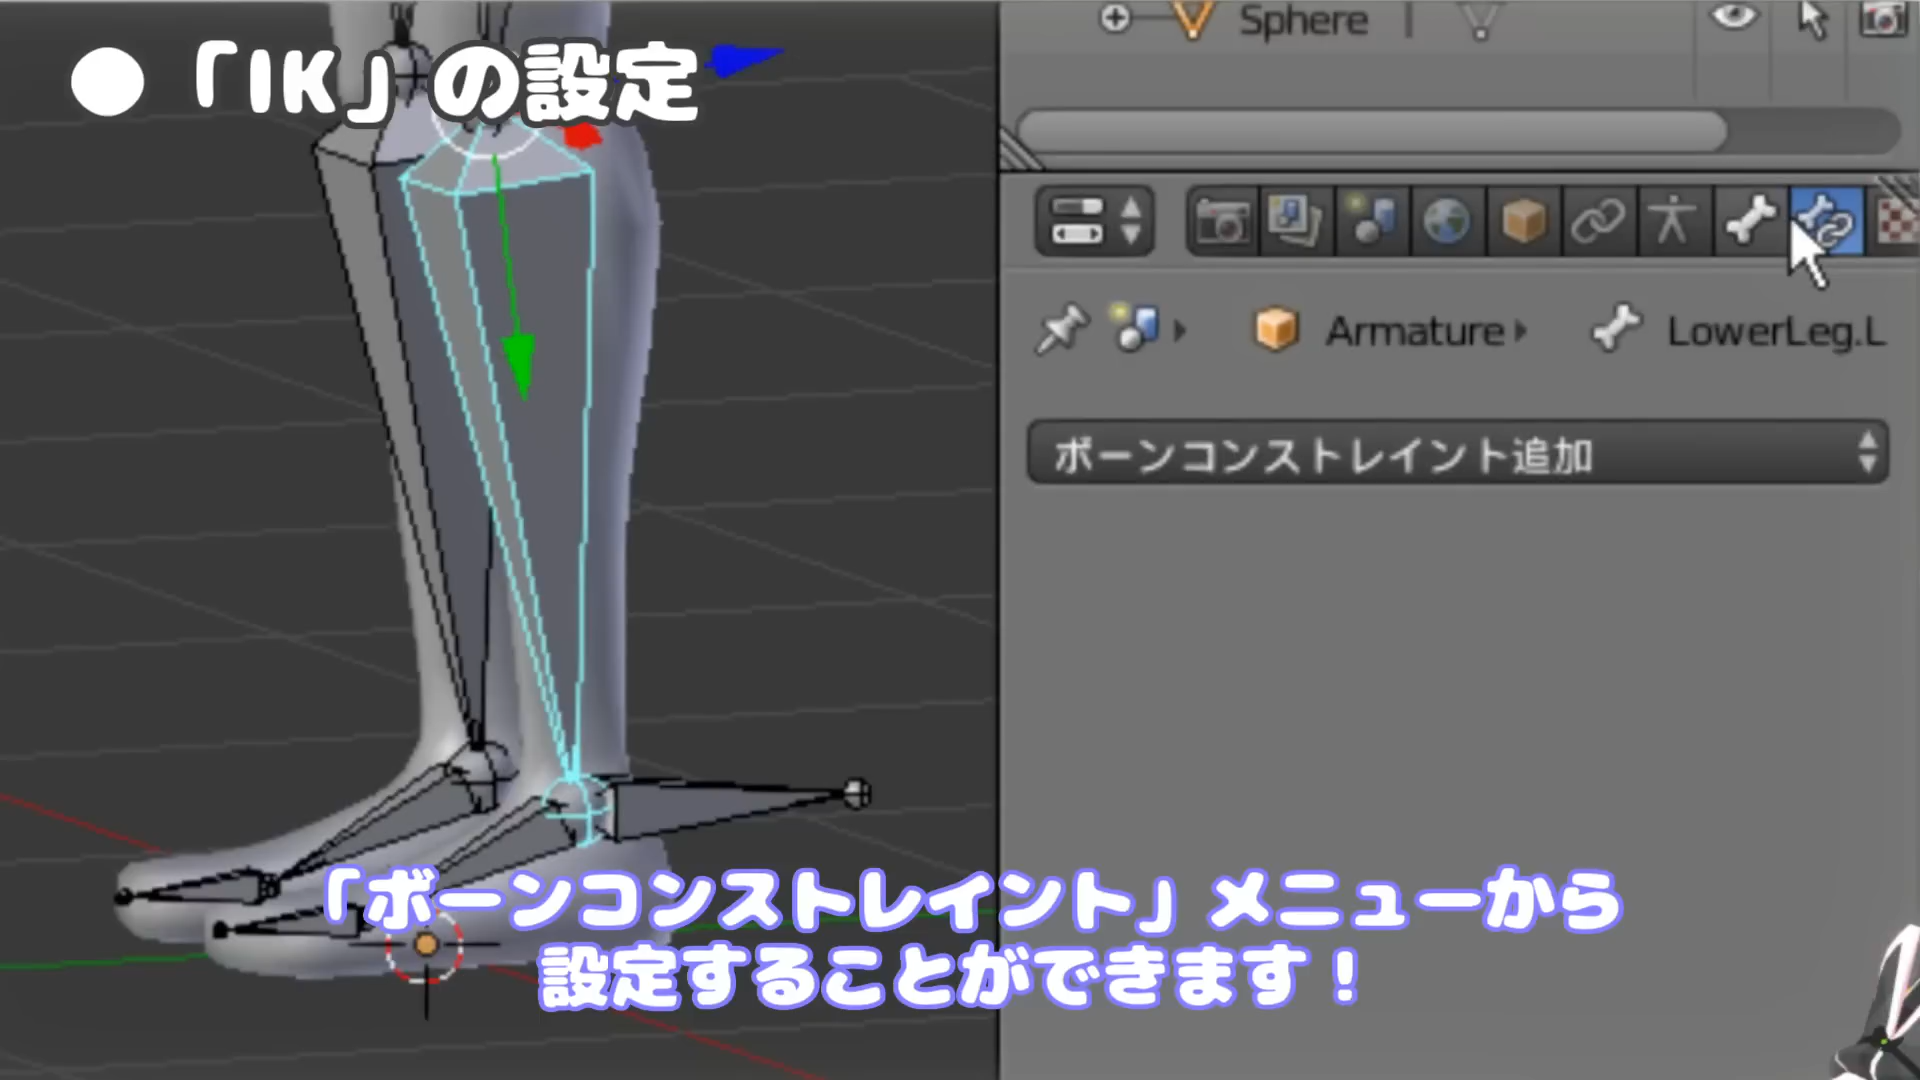 ●「IK」の設定
Sphere
Armature
LowerLeg.L
ボーンコンストレイント追加
「ボーンコンストレイント」メニューから
設定することができます！